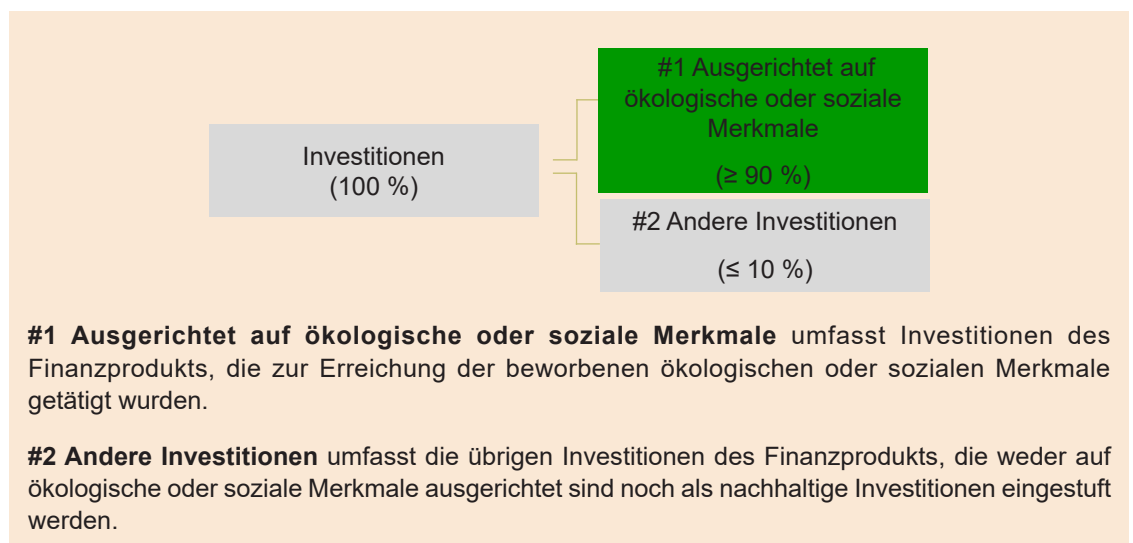 #1 Ausgerichtet auf
ökologische oder soziale
Merkmale
(≥ 90 %)
Investitionen
(100 %)
#2 Andere Investitionen
(≤ 10 %)
#1 Ausgerichtet auf ökologische oder soziale Merkmale umfasst Investitionen des
Finanzprodukts, die zur Erreichung der beworbenen ökologischen oder sozialen Merkmale
getätigt wurden.
#2 Andere Investitionen umfasst die übrigen Investitionen des Finanzprodukts, die weder auf
ökologische oder soziale Merkmale ausgerichtet sind noch als nachhaltige Investitionen eingestuft
werden.